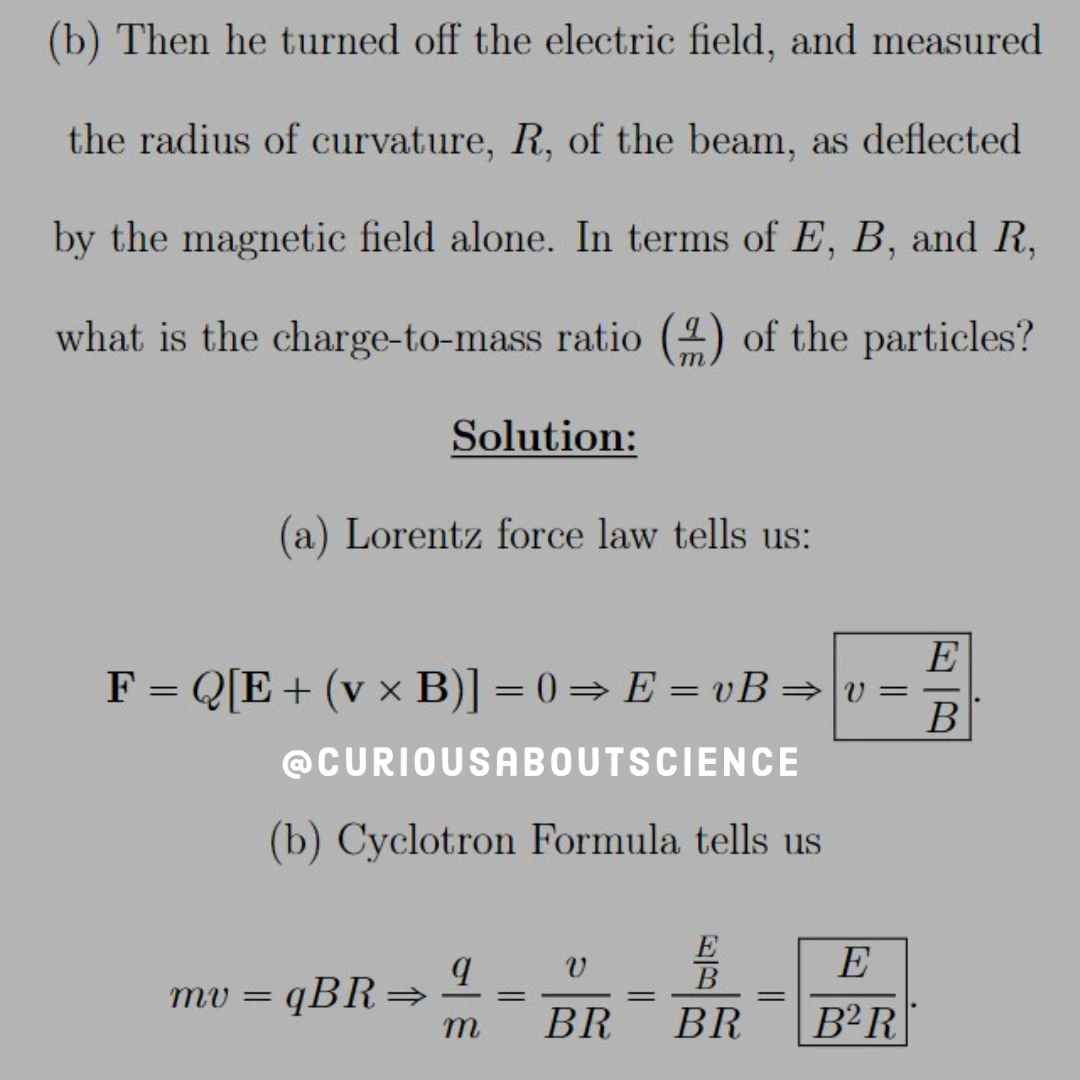 (b) Then he turned off the electric field, and measured
the radius of curvature, R, of the beam, as deflected
by the magnetic field alone. In terms of E, B, and R,
what is the charge-to-mass ratio (q/m) of the particles?
Solution:
(a) Lorentz force law tells us:
F = Q[E + (v × B)] = 0 ⇒ E = vB ⇒ v = E/B.
@CURIOUSABOUTSCIENCE
(b) Cyclotron Formula tells us
mv = qBR ⇒ q/m = v/BR = E/B/BR = E/B²R.